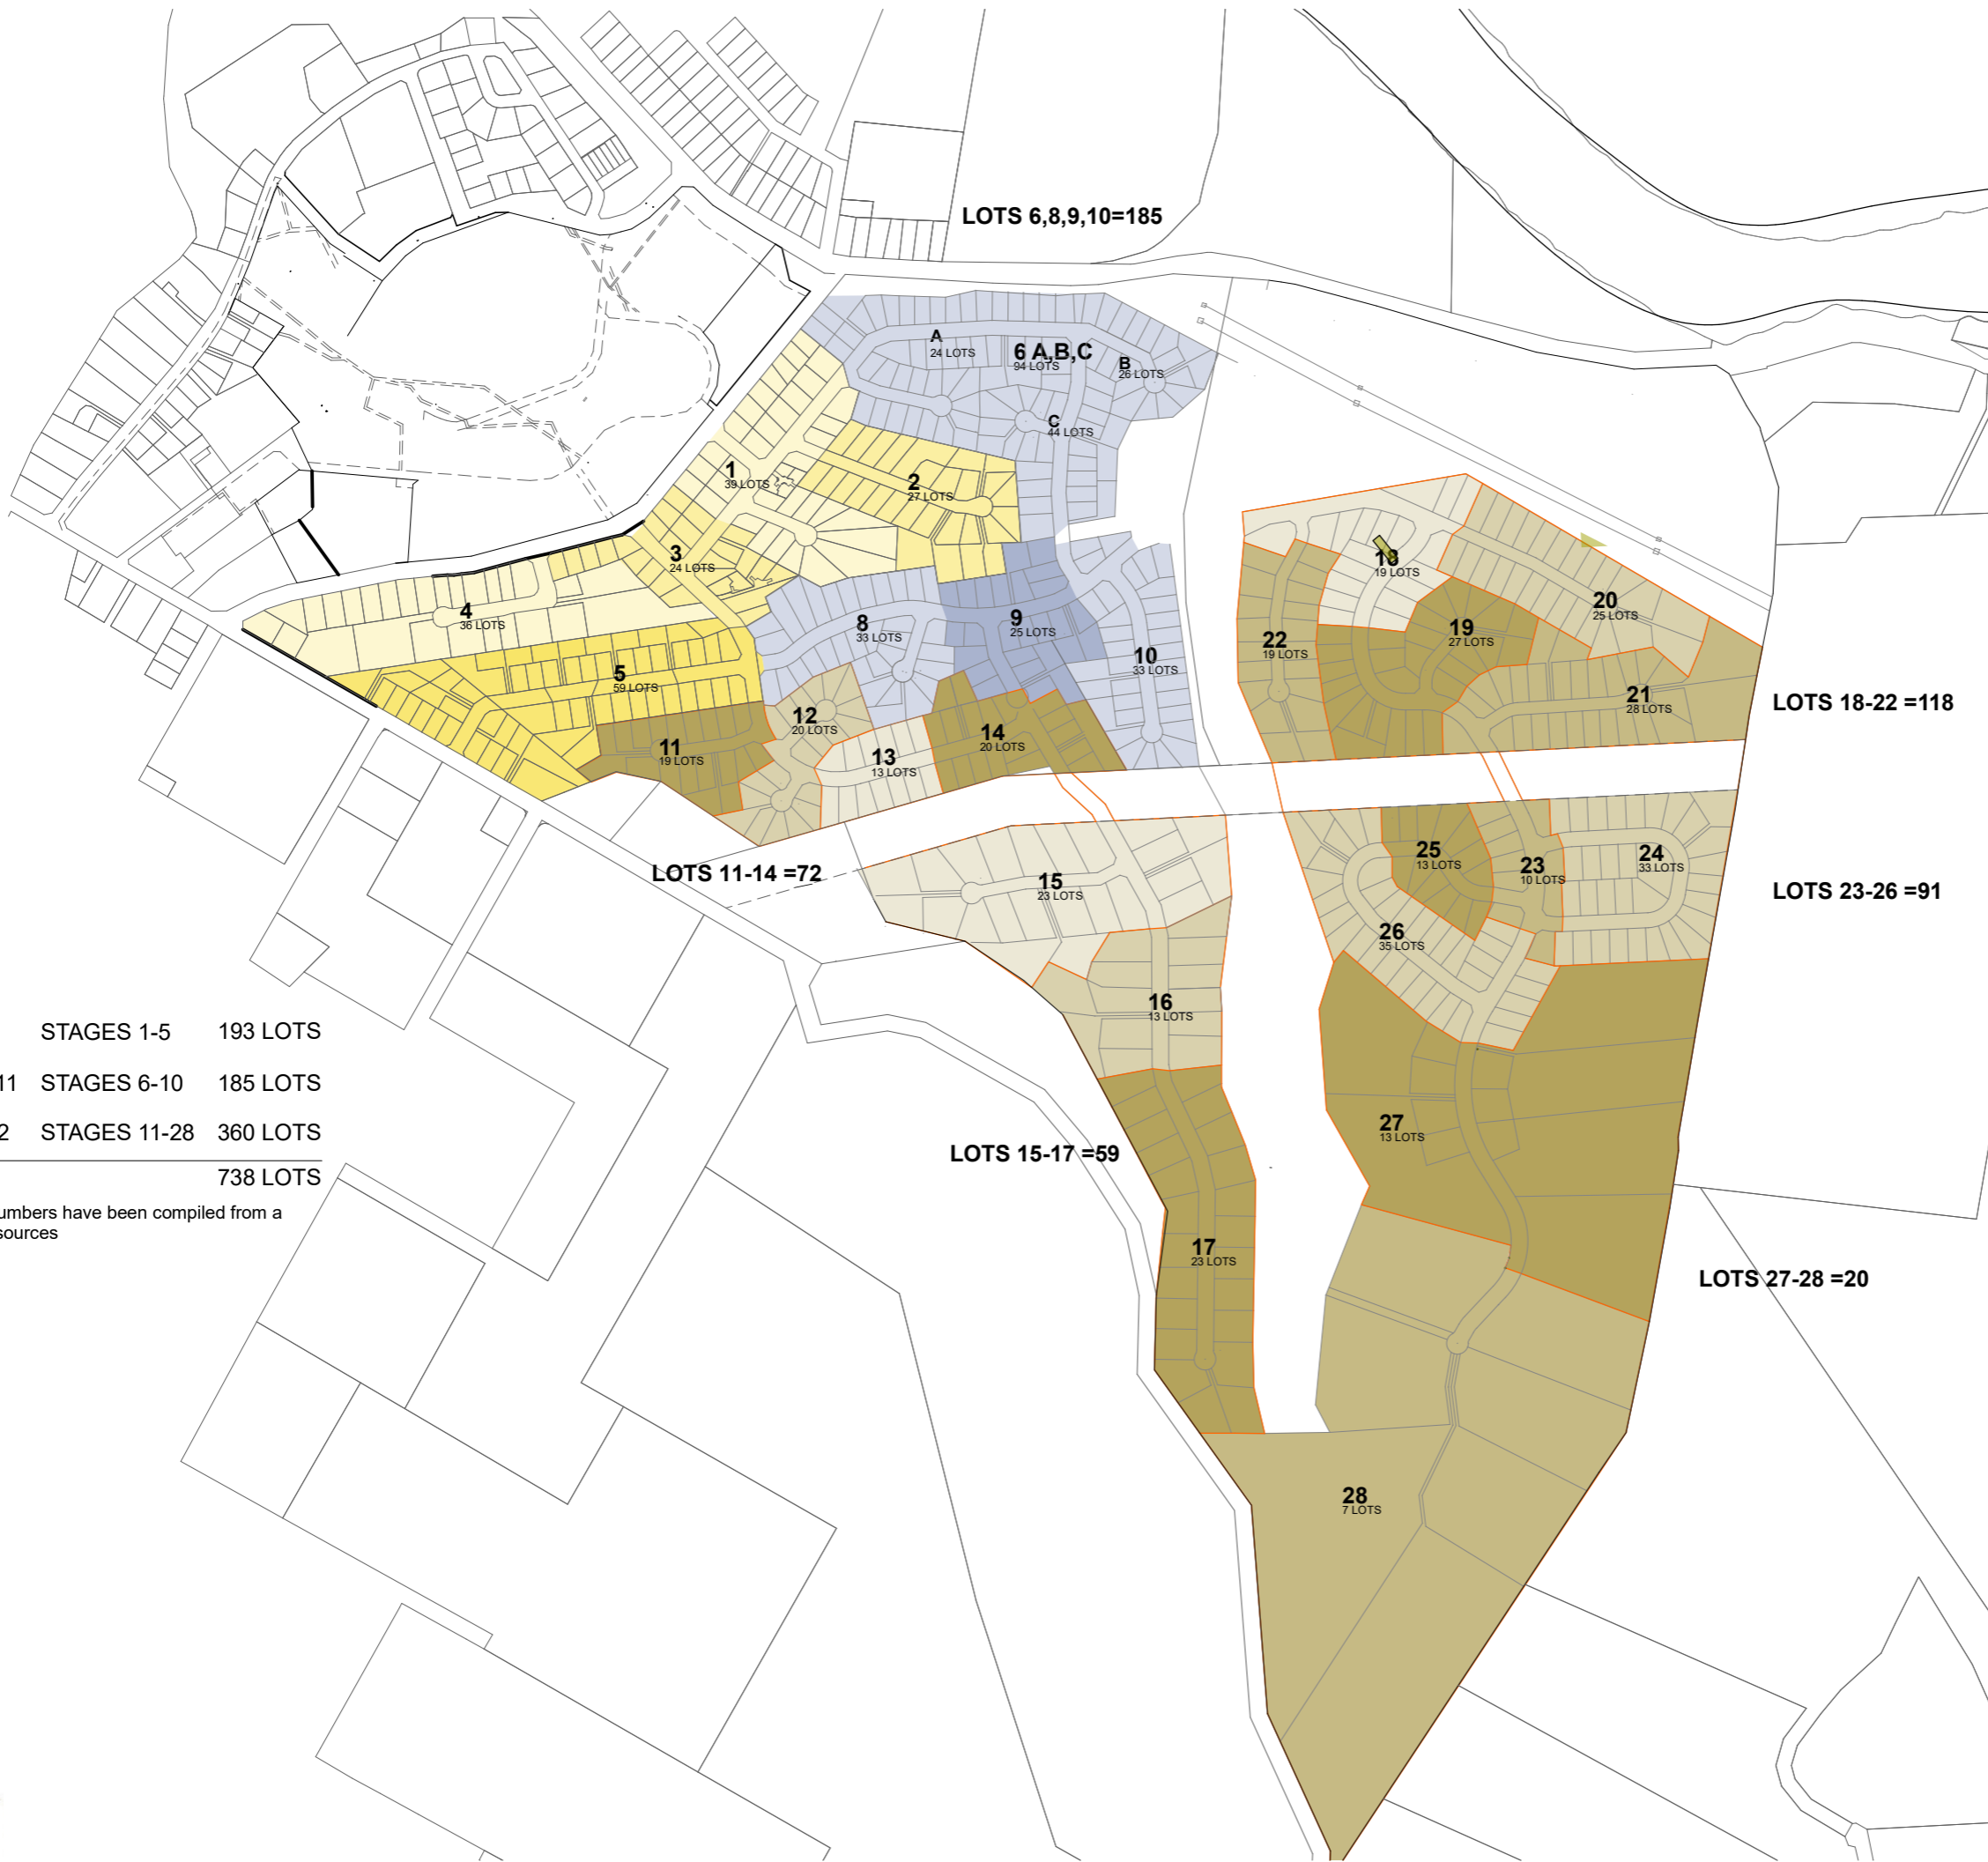 LOTS 6,8,9,10=185
A
24 LOTS
6 A,B,C
94 LOTS
B
26 LOTS
C
44 LOTS
1
39 LOTS
2
27 LOTS
3
24 LOTS
4
36 LOTS
5
59 LOTS
8
33 LOTS
9
25 LOTS
10
33 LOTS
18
19 LOTS
19
27 LOTS
20
25 LOTS
21
28 LOTS
22
19 LOTS
LOTS 18-22 =118
11
19 LOTS
12
20 LOTS
13
13 LOTS
14
20 LOTS
LOTS 11-14 =72
15
23 LOTS
25
13 LOTS
23
10 LOTS
24
33 LOTS
LOTS 23-26 =91
26
35 LOTS
16
13 LOTS
STAGES 1-5 193 LOTS
11 STAGES 6-10 185 LOTS
2 STAGES 11-28 360 LOTS
738 LOTS
umbers have been compiled from a
sources
27
13 LOTS
LOTS 15-17 =59
17
23 LOTS
LOTS 27-28 =20
28
7 LOTS